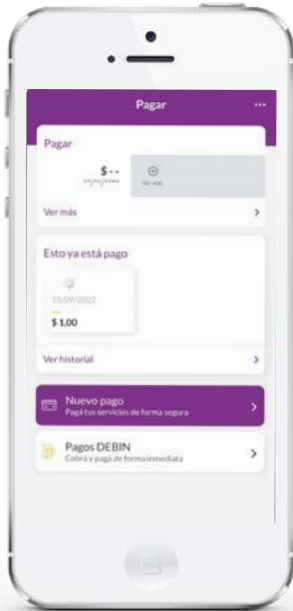 Pagar
Pagar
$--
--/--/----
Ver más
Ver más
Esto ya está pago
15/09/2022
$ 1,00
Ver historial
Nuevo pago
Pagá tus servicios de forma segura
Pagos DEBIN
Cobrá y pagá de forma inmediata